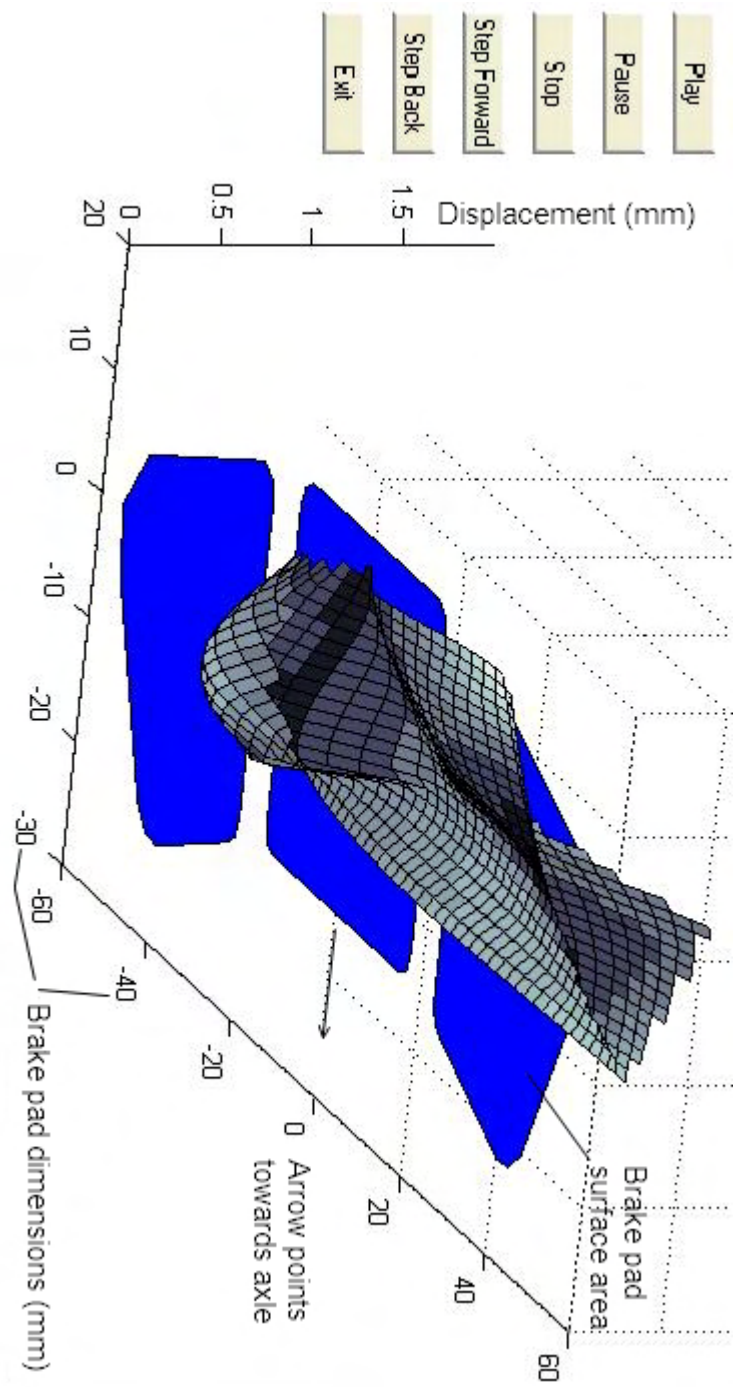 Play
Pause
Stop
Step Forward
Step Back
Exit
Displacement (mm)
1.5
1
0.5
0
20
10
0
-10
-20
-30
-60
-40
-20
0
20
40
60
Brake pad
surface area
Arrow points
towards axle
Brake pad dimensions (mm)